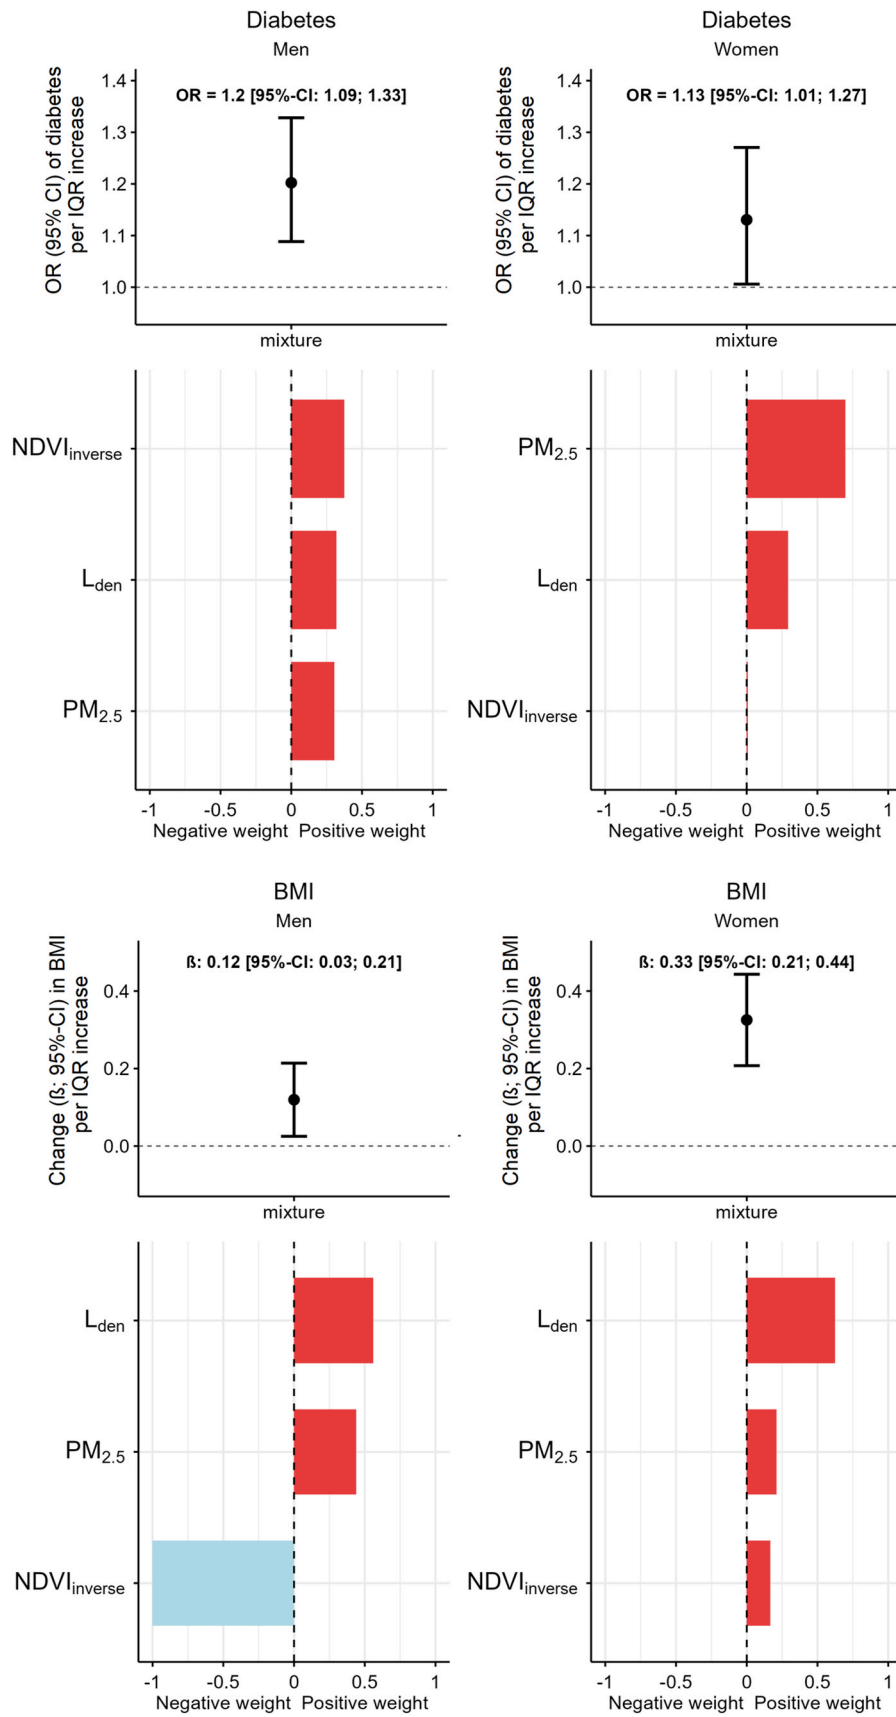 Diabetes
Men
OR (95% CI) of diabetes
per IQR increase
1.4
1.3
1.2
1.1
1.0
OR = 1.2 [95%-CI: 1.09; 1.33]
mixture
Diabetes
Women
OR (95% CI) of diabetes
per IQR increase
1.4
1.3
1.2
1.1
1.0
OR = 1.13 [95%-CI: 1.01; 1.27]
mixture
NDVIinverse
Lden
PM2.5
-1 -0.5 0 0.5 1
Negative weight Positive weight
PM2.5
Lden
NDVIinverse
-1 -0.5 0 0.5 1
Negative weight Positive weight
BMI
Men
Change (ß; 95%-CI) in BMI
per IQR increase
0.4
0.2
0.0
ß: 0.12 [95%-CI: 0.03; 0.21]
mixture
BMI
Women
Change (ß; 95%-CI) in BMI
per IQR increase
0.4
0.2
0.0
ß: 0.33 [95%-CI: 0.21; 0.44]
mixture
Lden
PM2.5
NDVIinverse
-1 -0.5 0 0.5 1
Negative weight Positive weight
Lden
PM2.5
NDVIinverse
-1 -0.5 0 0.5 1
Negative weight Positive weight